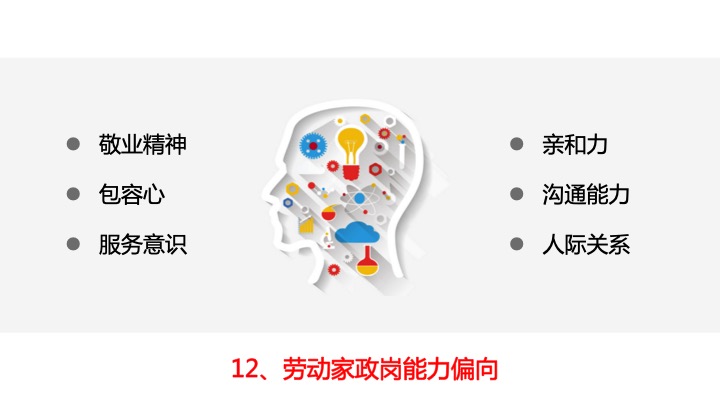 敬业精神
包容心
服务意识
亲和力
沟通能力
人际关系
12、劳动家政岗能力偏向